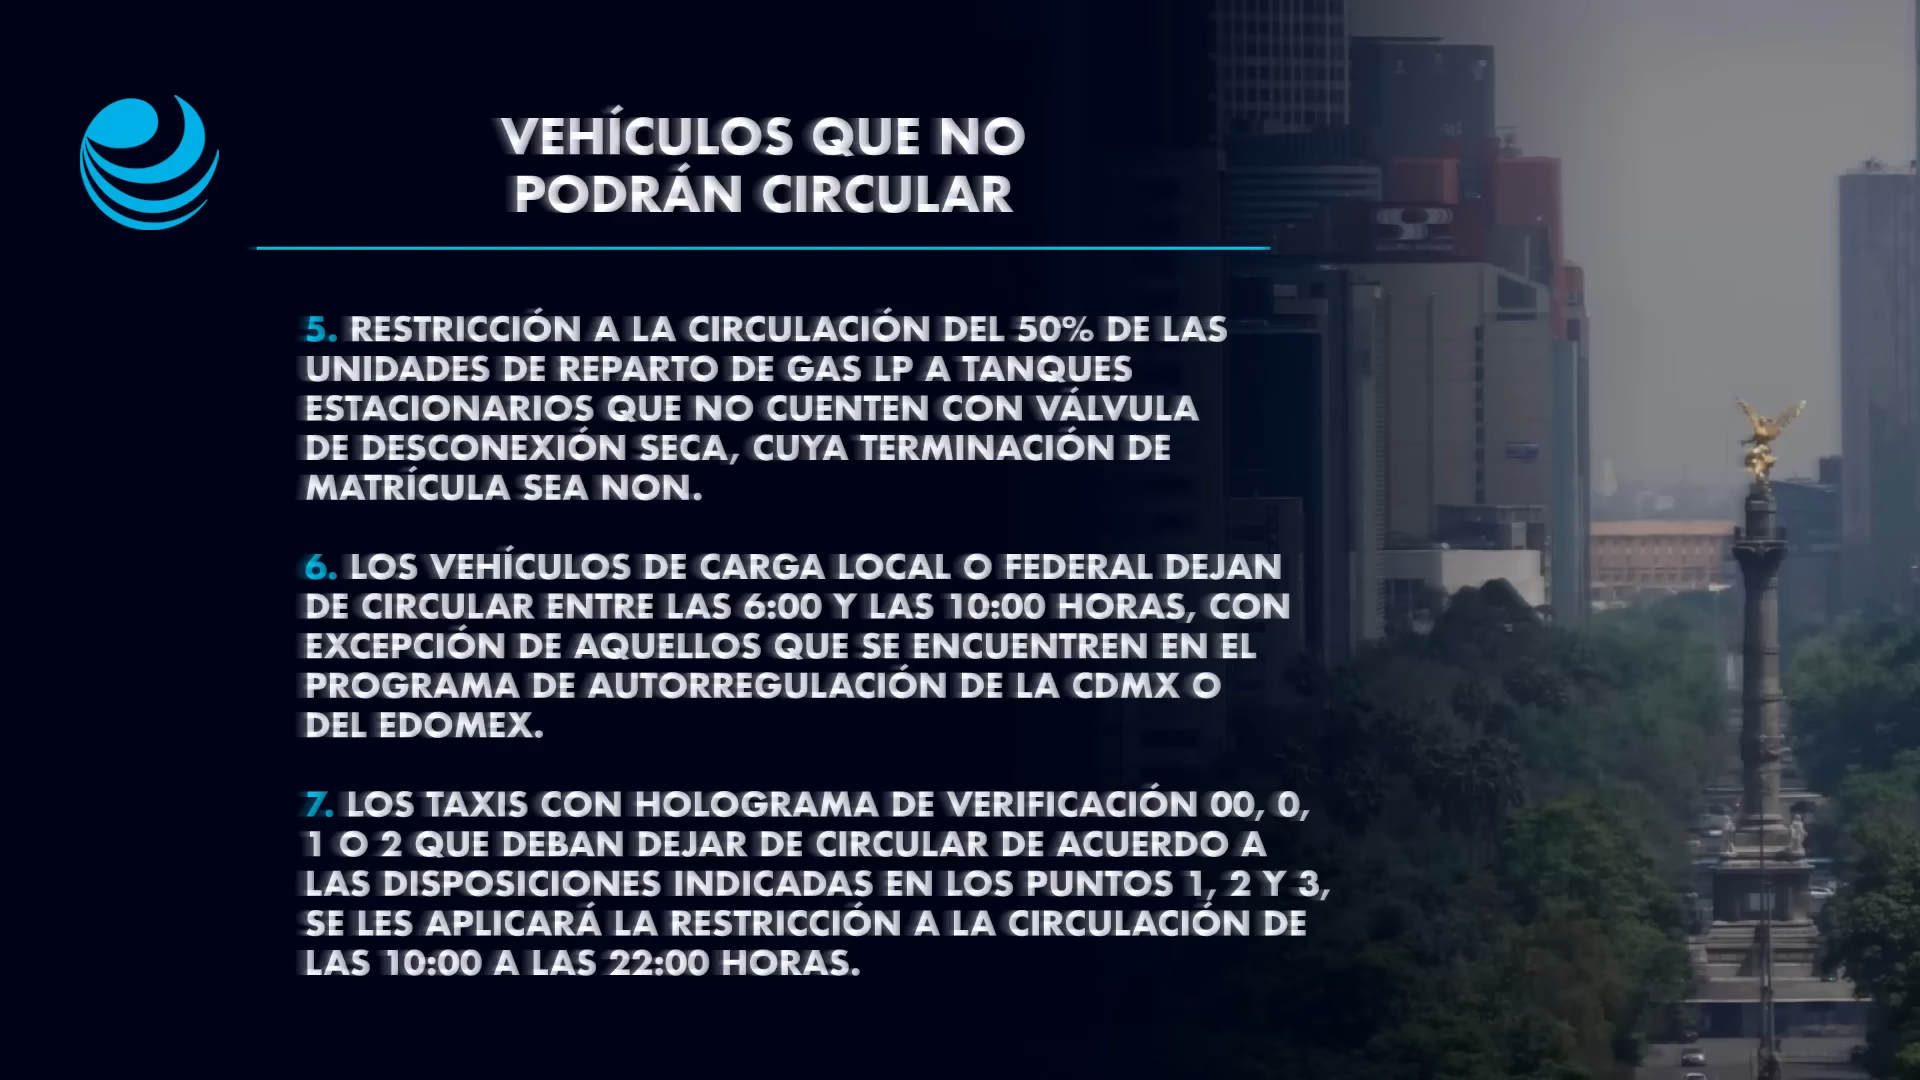 VEHÍCULOS QUE NO
PODRÁN CIRCULAR
5. RESTRICCIÓN A LA CIRCULACIÓN DEL 50% DE LAS
UNIDADES DE REPARTO DE GAS LP A TANQUES
ESTACIONARIOS QUE NO CUENTEN CON VÁLVULA
DE DESCONEXIÓN SECA, CUYA TERMINACIÓN DE
MATRÍCULA SEA NON.
6. LOS VEHÍCULOS DE CARGA LOCAL O FEDERAL DEJAN
DE CIRCULAR ENTRE LAS 6:00 Y LAS 10:00 HORAS, CON
EXCEPCIÓN DE AQUELLOS QUE SE ENCUENTREN EN EL
PROGRAMA DE AUTORREGULACIÓN DE LA CDMX O
DEL EDOMEX.
7. LOS TAXIS CON HOLOGRAMA DE VERIFICACIÓN 00, 0,
1 O 2 QUE DEBAN DEJAR DE CIRCULAR DE ACUERDO A
LAS DISPOSICIONES INDICADAS EN LOS PUNTOS 1, 2 Y 3,
SE LES APLICARÁ LA RESTRICCIÓN A LA CIRCULACIÓN DE
LAS 10:00 A LAS 22:00 HORAS.